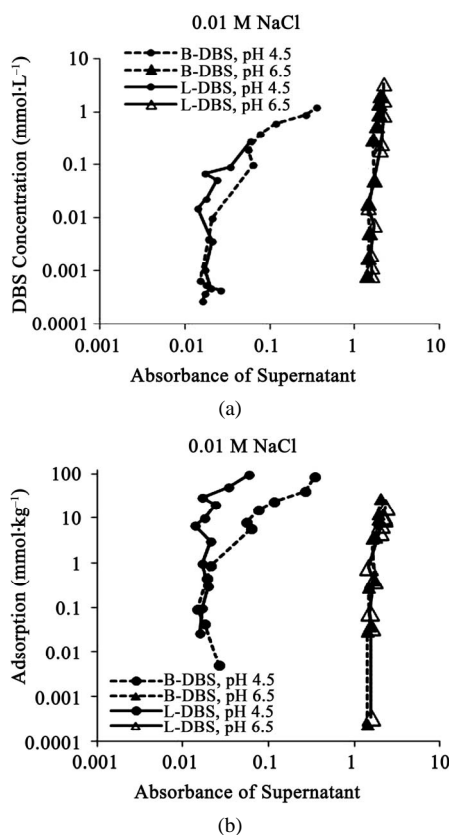 0.01 M NaCl
(a)
B-DBS, pH 4.5
B-DBS, pH 6.5
L-DBS, pH 4.5
L-DBS, pH 6.5
DBS Concentration (mmol·L⁻¹)
10
1
0.1
0.01
0.001
0.0001
0.001 0.01 0.1 1 10
Absorbance of Supernatant
(a)
0.01 M NaCl
Adsorption (mmol·kg⁻¹)
100
10
1
0.1
0.01
0.001
0.0001
B-DBS, pH 4.5
B-DBS, pH 6.5
L-DBS, pH 4.5
L-DBS, pH 6.5
0.001 0.01 0.1 1 10
Absorbance of Supernatant
(b)